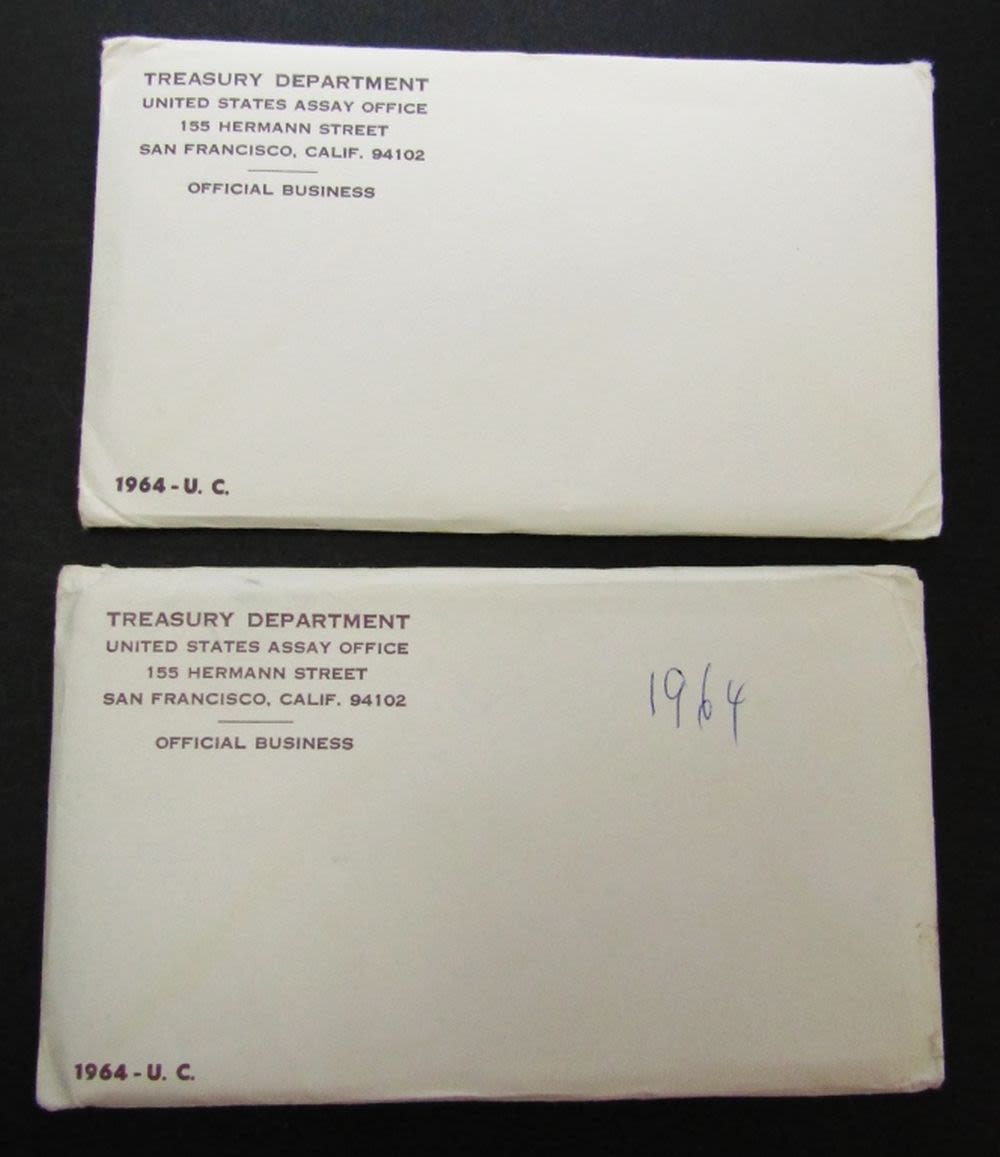 TREASURY DEPARTMENT
UNITED STATES ASSAY OFFICE
155 HERMANN STREET
SAN FRANCISCO, CALIF. 94102
OFFICIAL BUSINESS
1964 - U. C.
TREASURY DEPARTMENT
UNITED STATES ASSAY OFFICE
155 HERMANN STREET
SAN FRANCISCO, CALIF. 94102
OFFICIAL BUSINESS
1964
1964 - U. C.